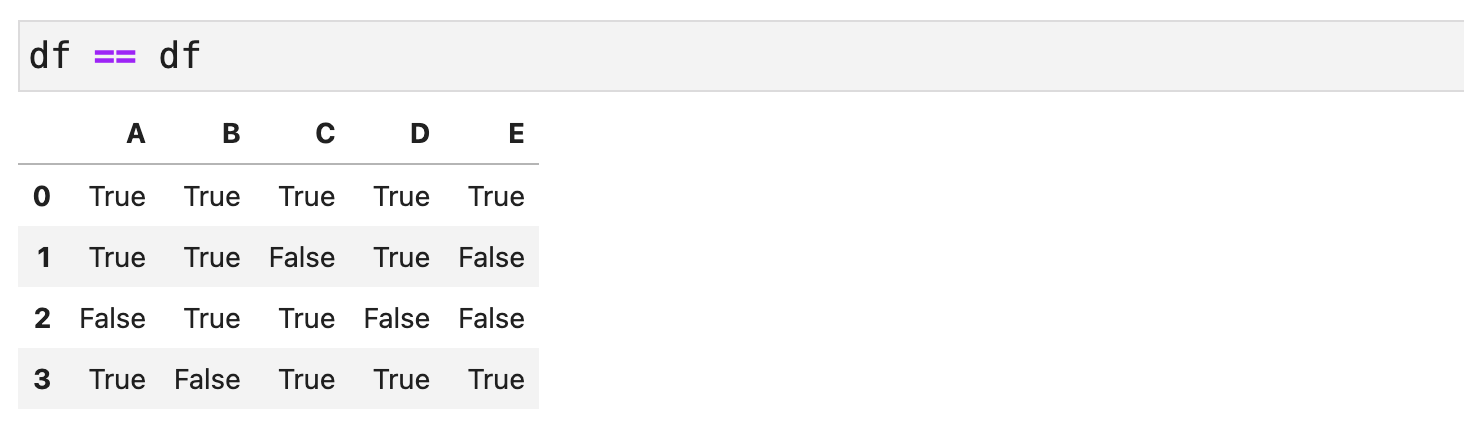 df == df
A B C D E
0 True True True True True
1 True True False True False
2 False True True False False
3 True False True True True